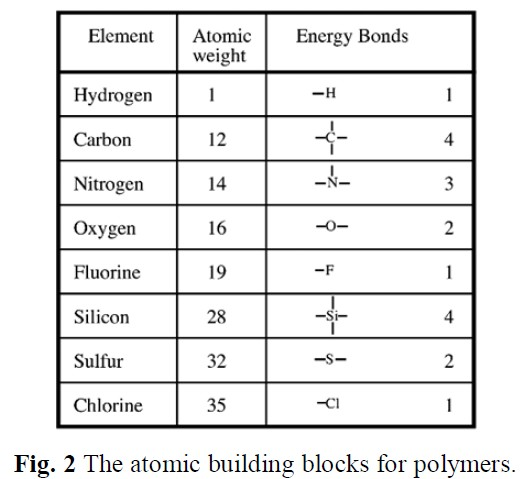 Element Atomic weight Energy Bonds
Hydrogen 1 –H 1
Carbon 12 –C– 4
Nitrogen 14 –N– 3
Oxygen 16 –O– 2
Fluorine 19 –F 1
Silicon 28 –Si– 4
Sulfur 32 –S– 2
Chlorine 35 –Cl 1
Fig. 2 The atomic building blocks for polymers.